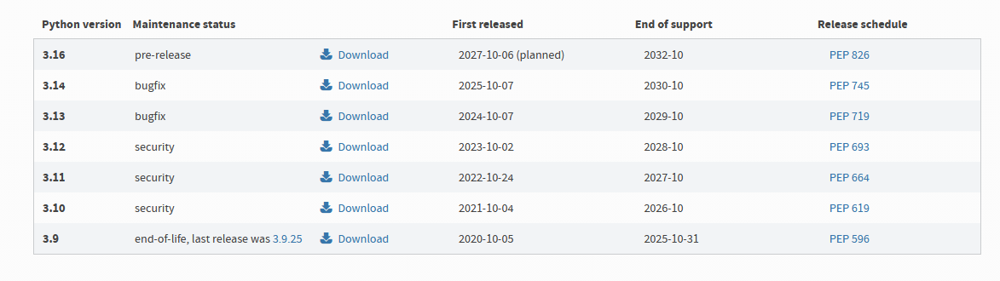 Python version Maintenance status First released End of support Release schedule
3.16 pre-release Download 2027-10-06 (planned) 2032-10 PEP 826
3.14 bugfix Download 2025-10-07 2030-10 PEP 745
3.13 bugfix Download 2024-10-07 2029-10 PEP 719
3.12 security Download 2023-10-02 2028-10 PEP 693
3.11 security Download 2022-10-24 2027-10 PEP 664
3.10 security Download 2021-10-04 2026-10 PEP 619
3.9 end-of-life, last release was 3.9.25 Download 2020-10-05 2025-10-31 PEP 596